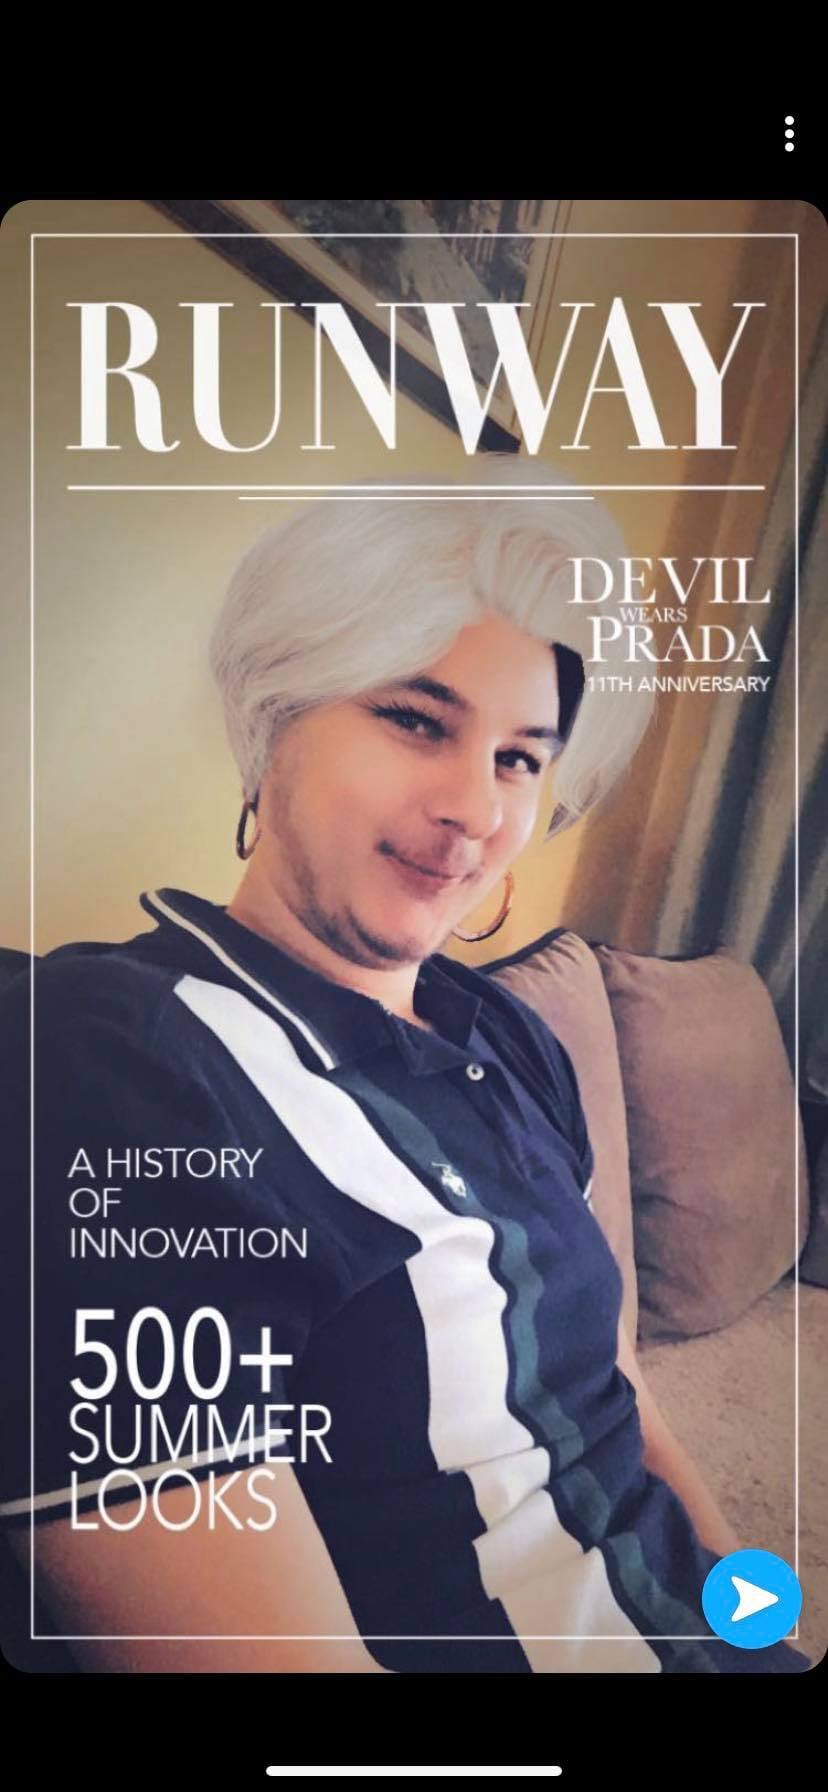 RUNWAY
DEVIL
WEARS
PRADA
11TH ANNIVERSARY
A HISTORY
OF
INNOVATION
500+
SUMMER
LOOKS